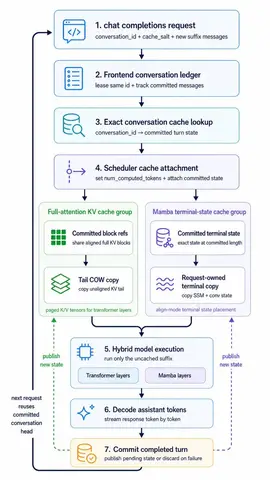 1. chat completions request
conversation_id + cache_salt + new suffix messages
2. Frontend conversation ledger
lease same id + track committed messages
3. Exact conversation cache lookup
conversation_id → committed turn state
4. Scheduler cache attachment
set num_computed_tokens + attach committed state
Full-attention KV cache group
Committed block refs
share aligned full KV blocks
Tail COW copy
copy unaligned KV tail
paged K/V tensors for transformer layers
Mamba terminal-state cache group
Committed terminal state
exact state at committed length
Request-owned
terminal copy
copy SSM + conv state
align-mode terminal state placement
publish
new state
5. Hybrid model execution
run only the uncached suffix
Transformer layers
Mamba layers
publish
new state
next request
reuses
committed
conversation
head
6. Decode assistant tokens
stream response token by token
7. Commit completed turn
publish pending state or discard on failure